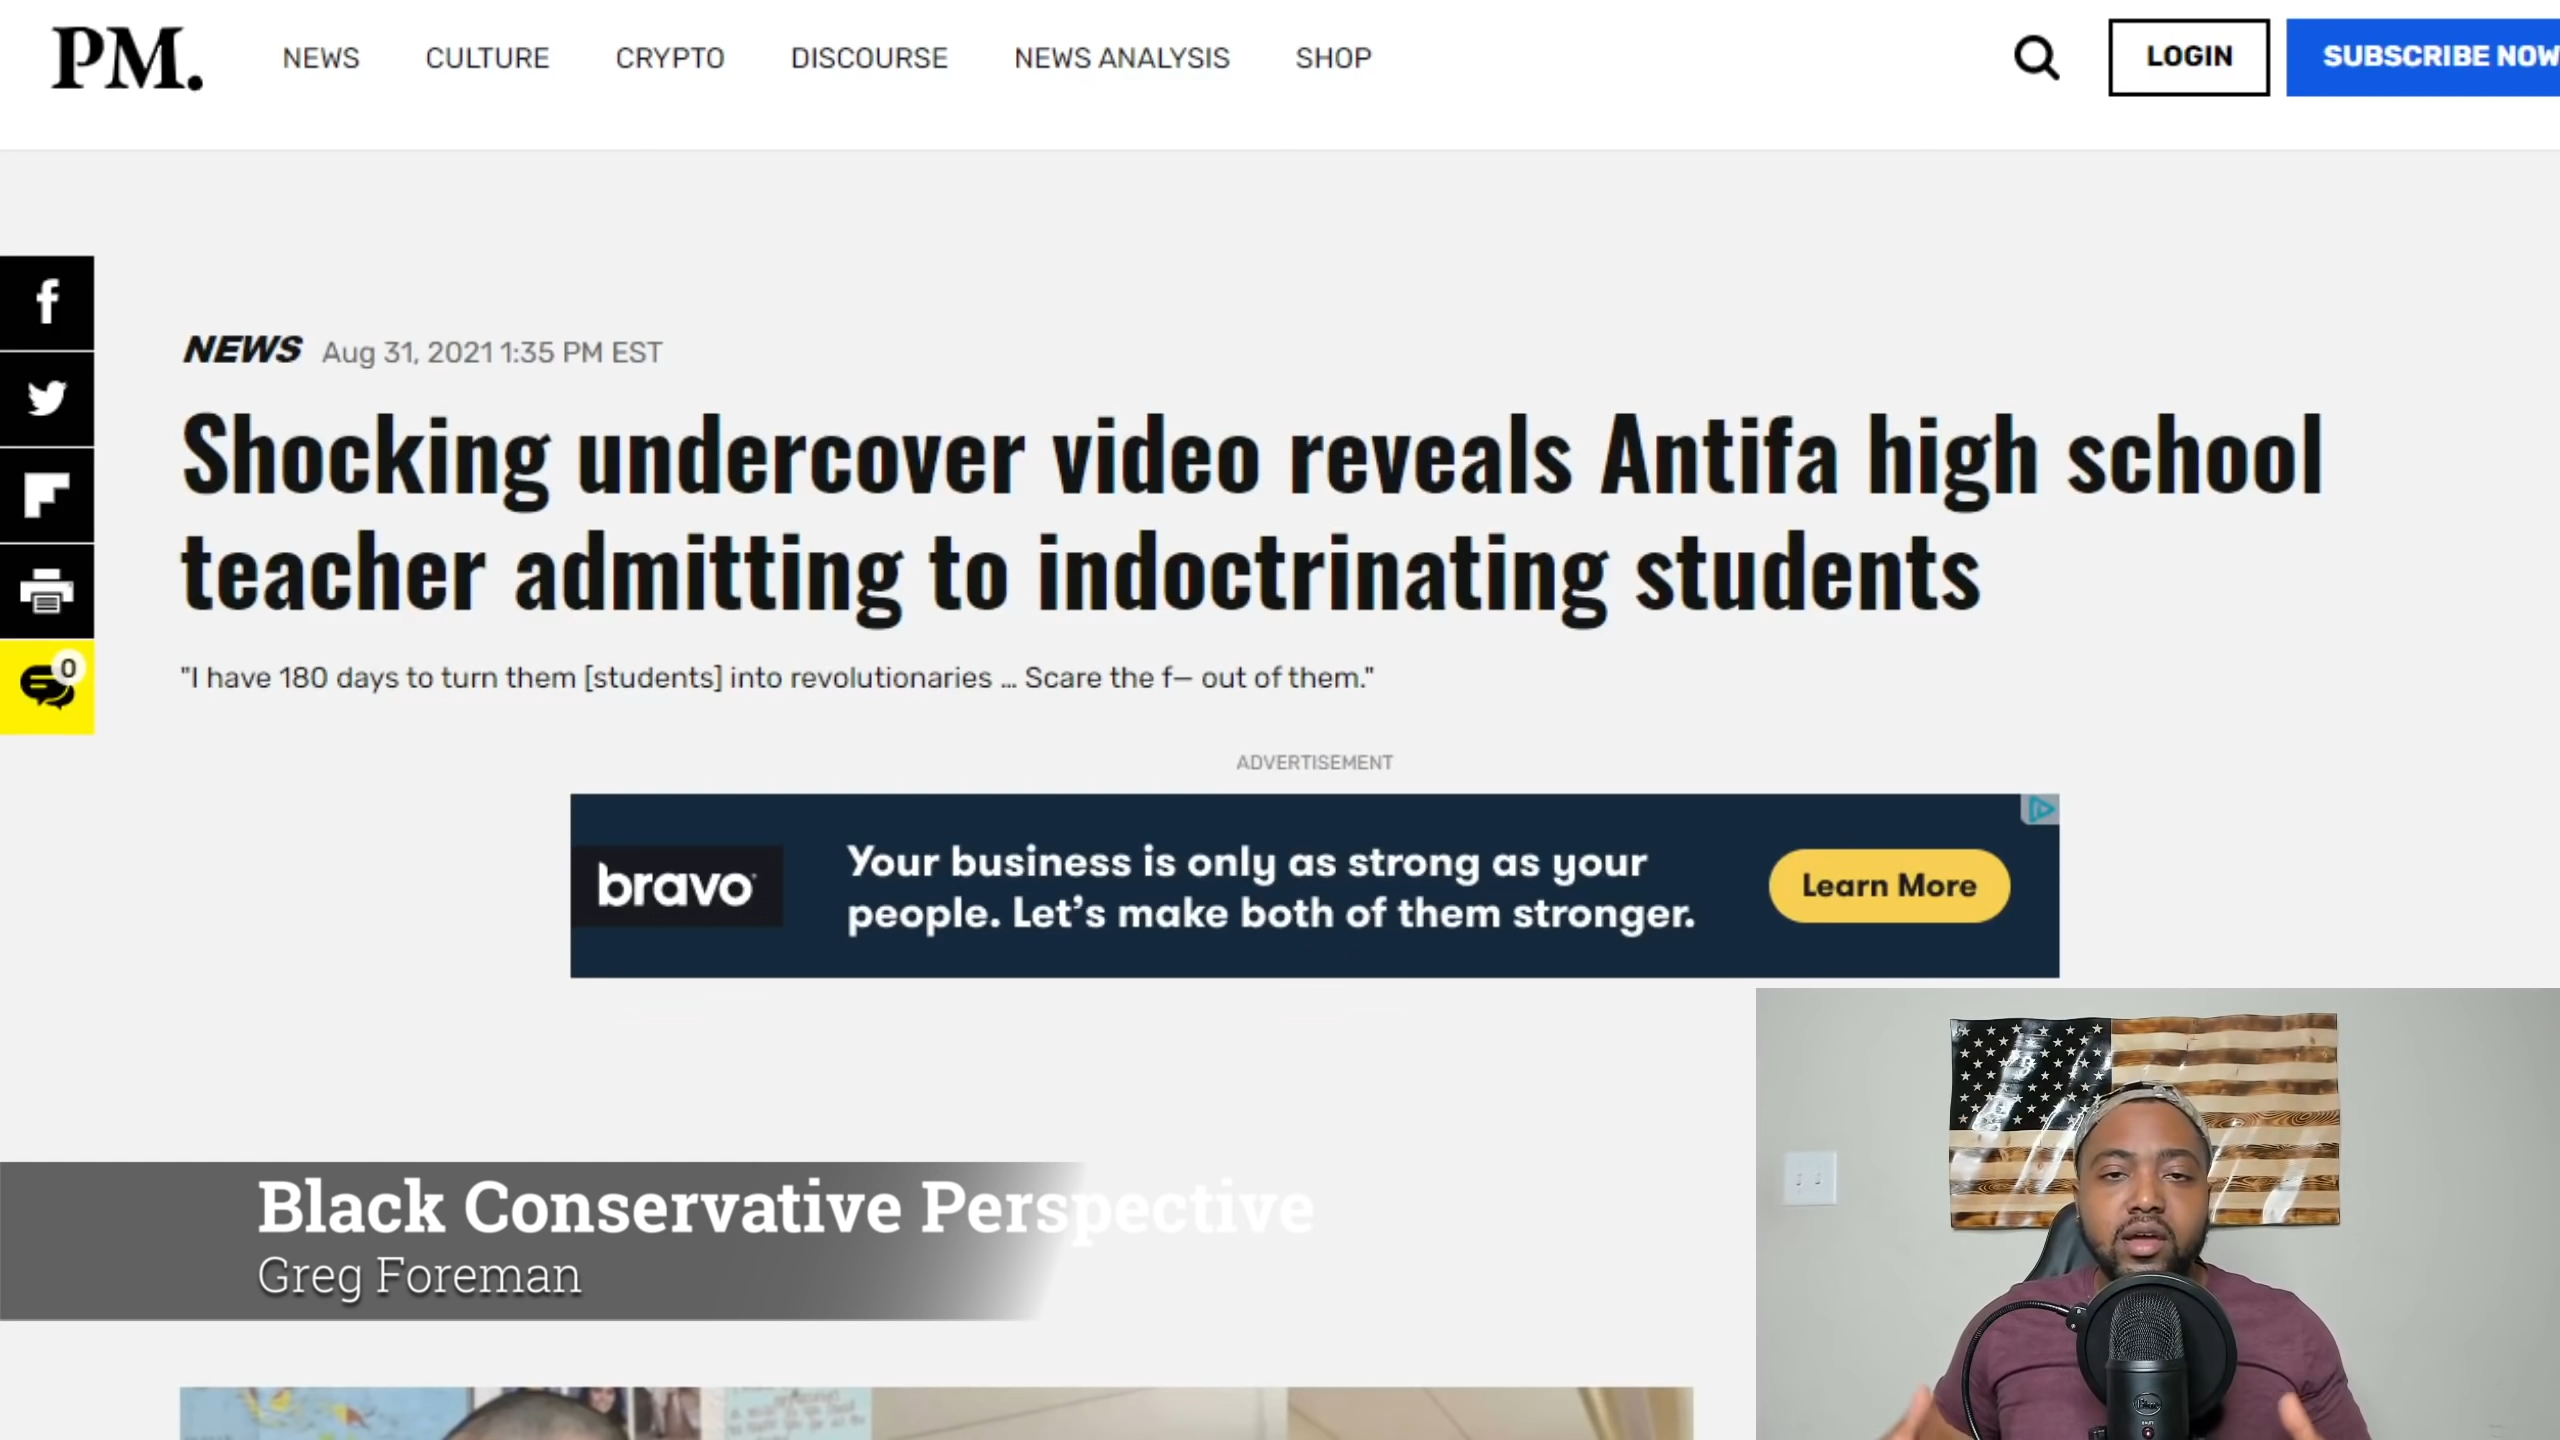 PM.
NEWS CULTURE CRYPTO DISCOURSE NEWS ANALYSIS SHOP
LOGIN
SUBSCRIBE NOW
NEWS Aug 31, 2021 1:35 PM EST
Shocking undercover video reveals Antifa high school
teacher admitting to indoctrinating students
"I have 180 days to turn them [students] into revolutionaries ... Scare the f— out of them."
0
ADVERTISEMENT
bravo
Your business is only as strong as your
people. Let's make both of them stronger.
Learn More
Black Conservative Perspective
Greg Foreman